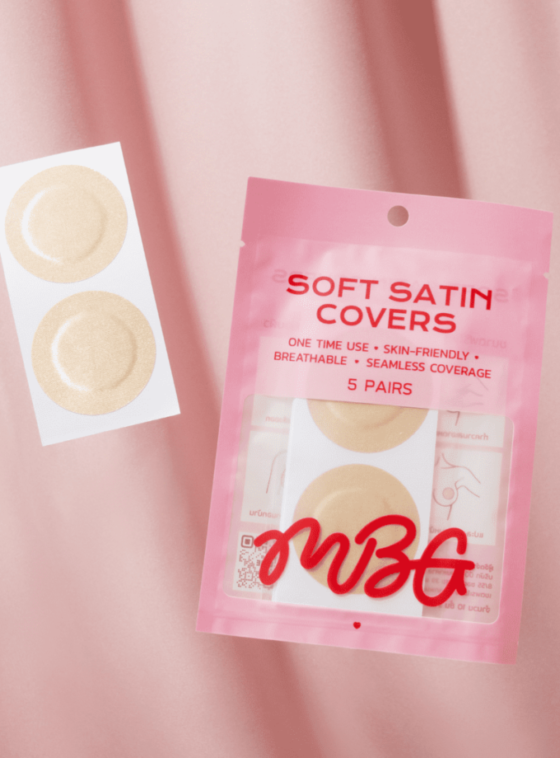 SOFT SATIN
COVERS
ONE TIME USE • SKIN-FRIENDLY •
BREATHABLE • SEAMLESS COVERAGE
5 PAIRS
MBG